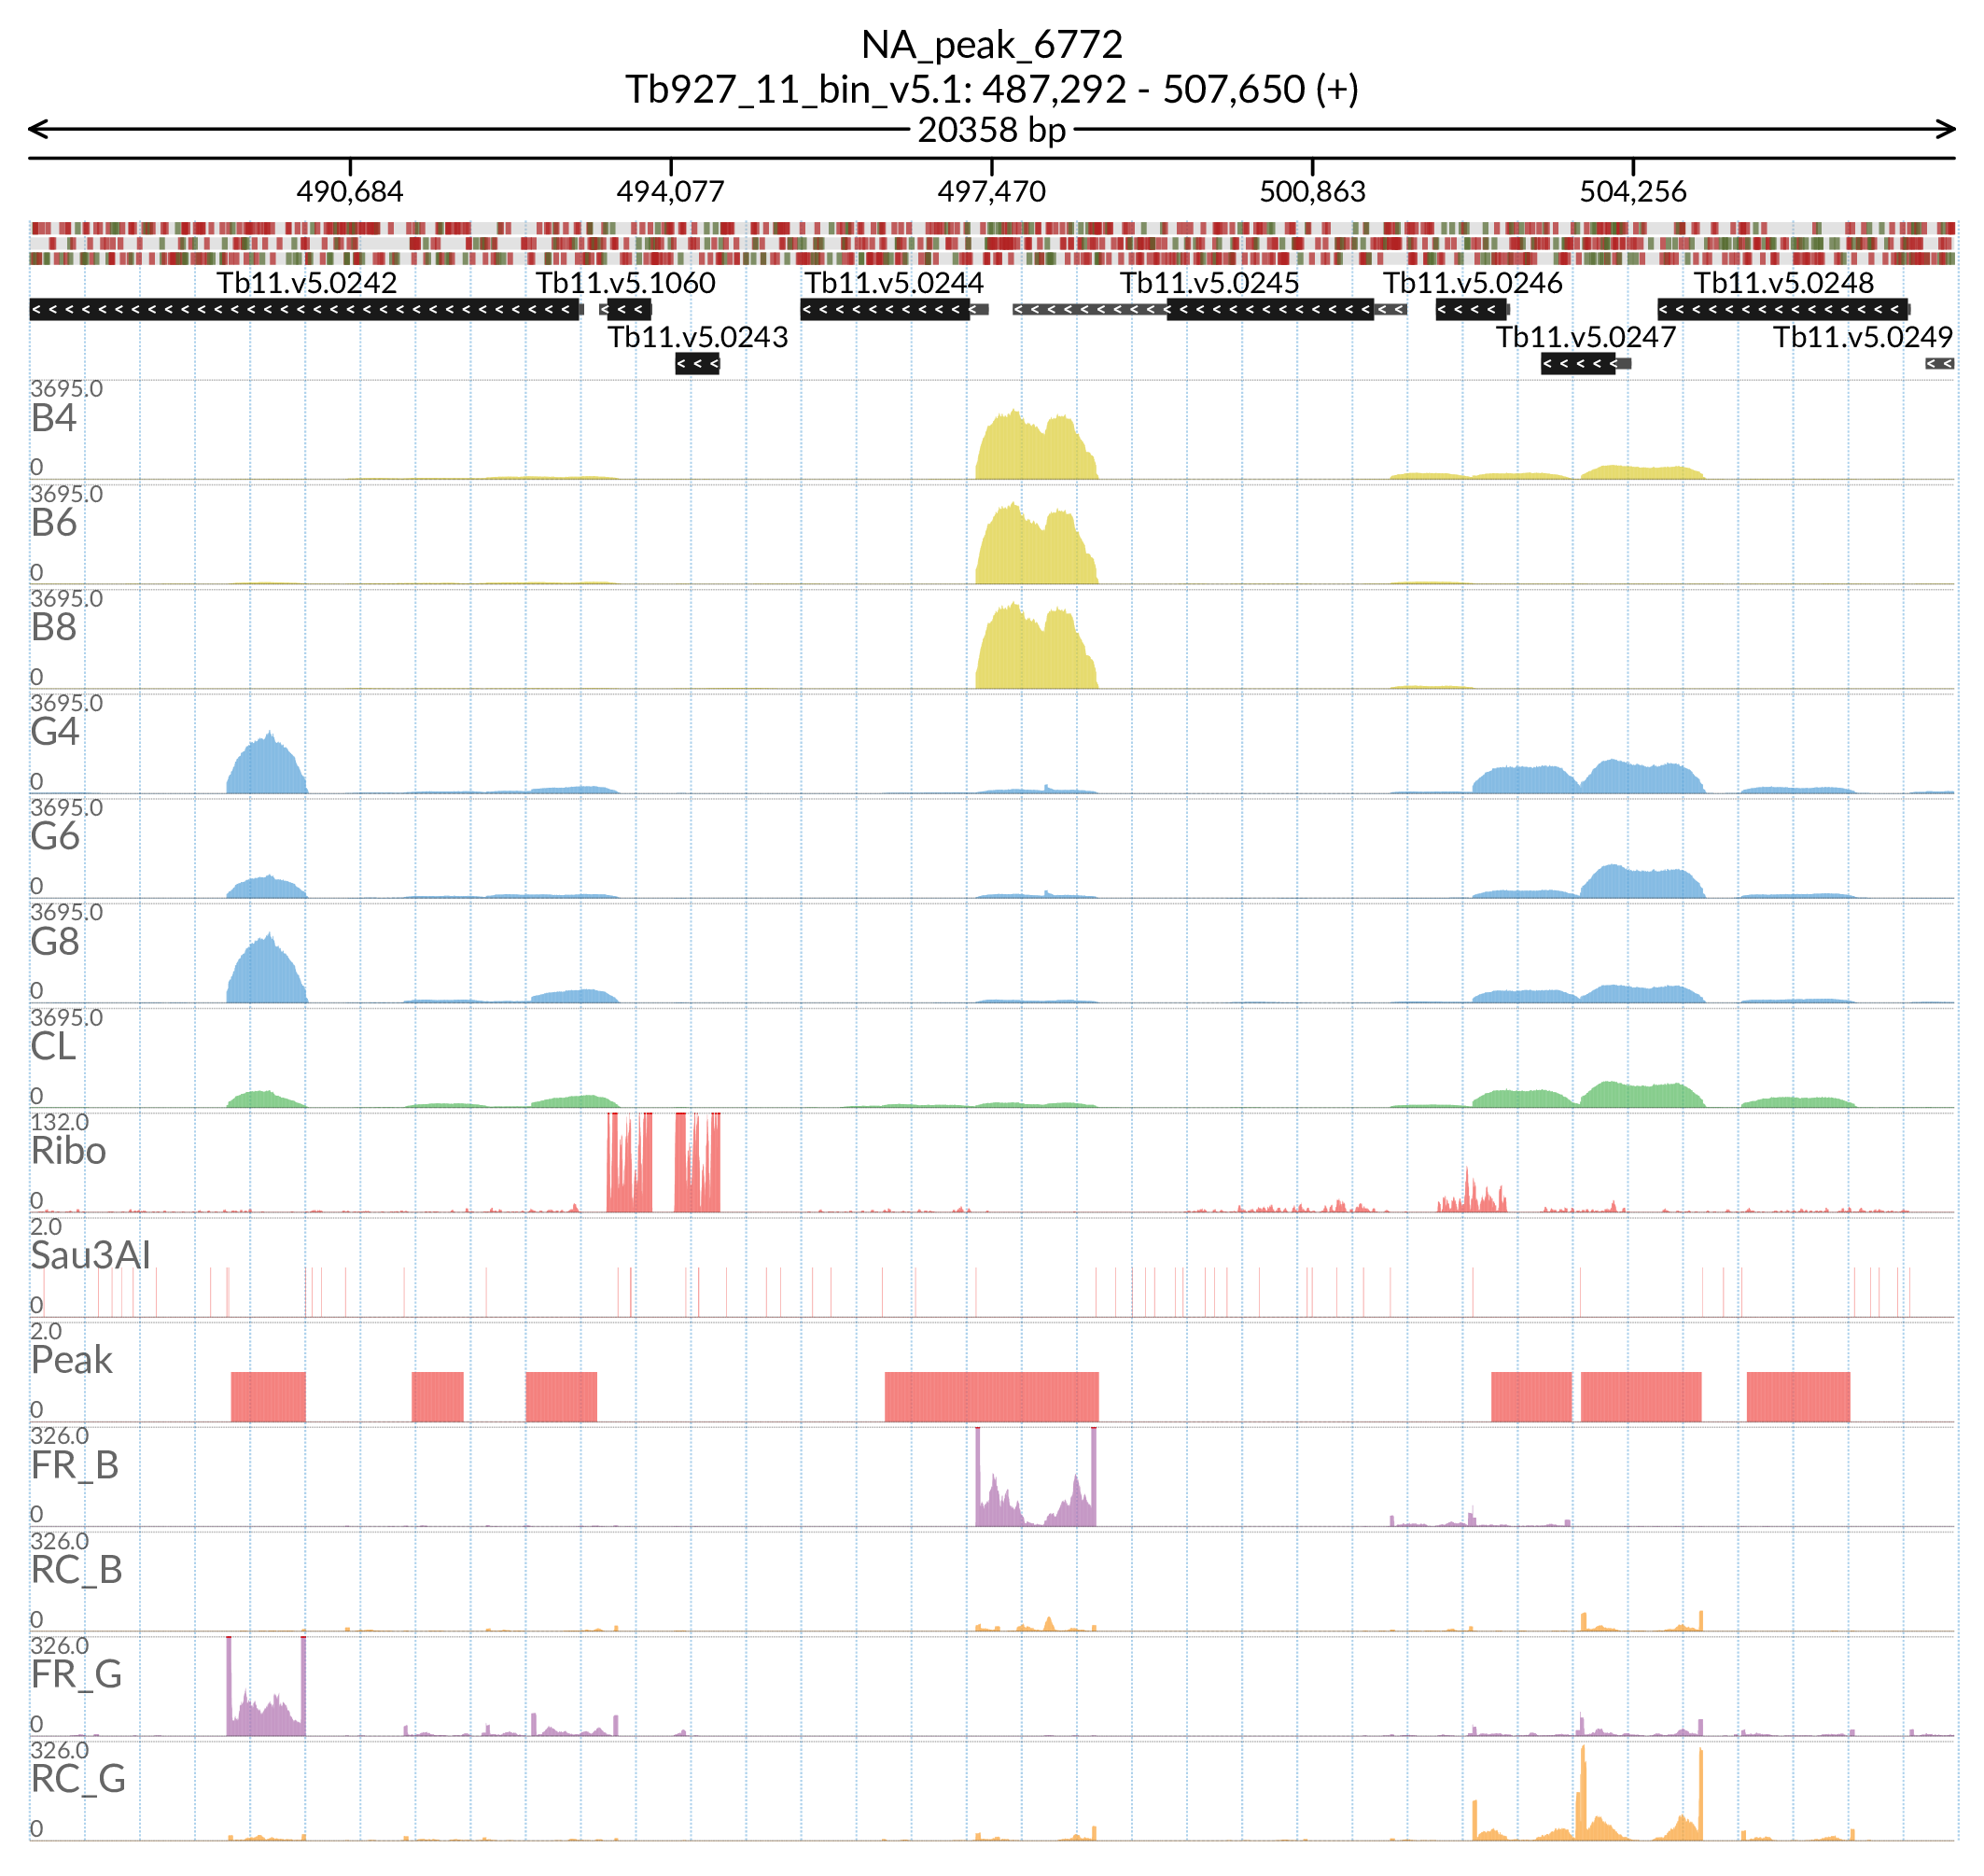 NA_peak_6772
Tb927_11_bin_v5.1: 487,292 - 507,650 (+)
20358 bp
490,684 494,077 497,470 500,863 504,256
Tb11.v5.0242 Tb11.v5.1060 Tb11.v5.0244 Tb11.v5.0245 Tb11.v5.0246 Tb11.v5.0248
Tb11.v5.0243 Tb11.v5.0247 Tb11.v5.0249
3695.0
B4
0
3695.0
B6
0
3695.0
B8
0
3695.0
G4
0
3695.0
G6
0
3695.0
G8
0
3695.0
CL
0
132.0
Ribo
0
2.0
Sau3AI
0
2.0
Peak
0
326.0
FR_B
0
326.0
RC_B
0
326.0
FR_G
0
326.0
RC_G
0